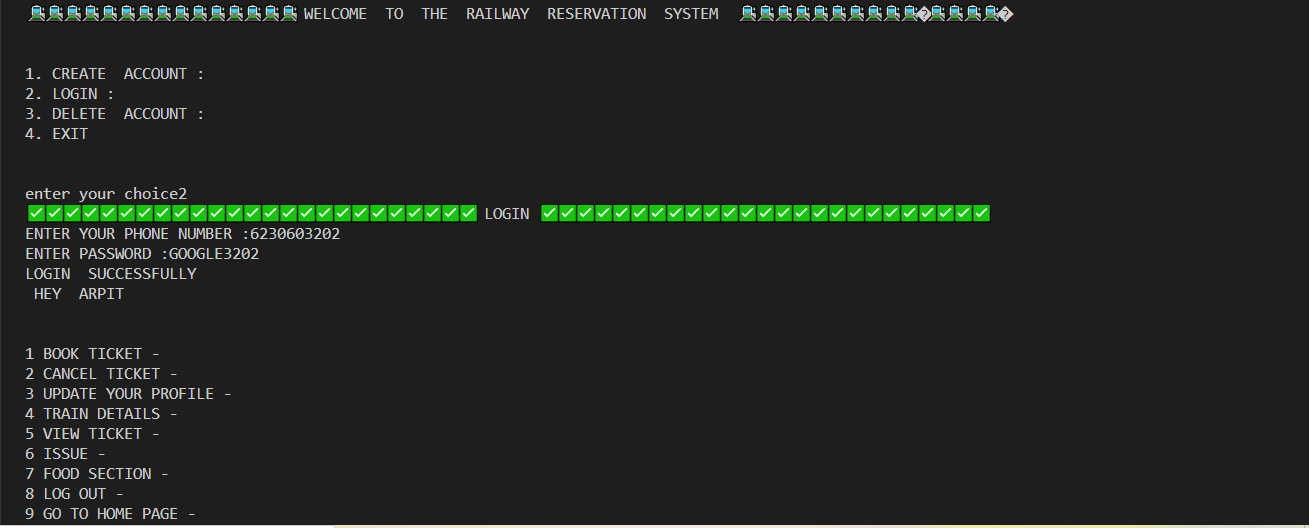 WELCOME TO THE RAILWAY RESERVATION SYSTEM
1. CREATE ACCOUNT :
2. LOGIN :
3. DELETE ACCOUNT :
4. EXIT
enter your choice2
LOGIN
ENTER YOUR PHONE NUMBER :6230603202
ENTER PASSWORD :GOOGLE3202
LOGIN SUCCESSFULLY
HEY ARPIT
1 BOOK TICKET -
2 CANCEL TICKET -
3 UPDATE YOUR PROFILE -
4 TRAIN DETAILS -
5 VIEW TICKET -
6 ISSUE -
7 FOOD SECTION -
8 LOG OUT -
9 GO TO HOME PAGE -